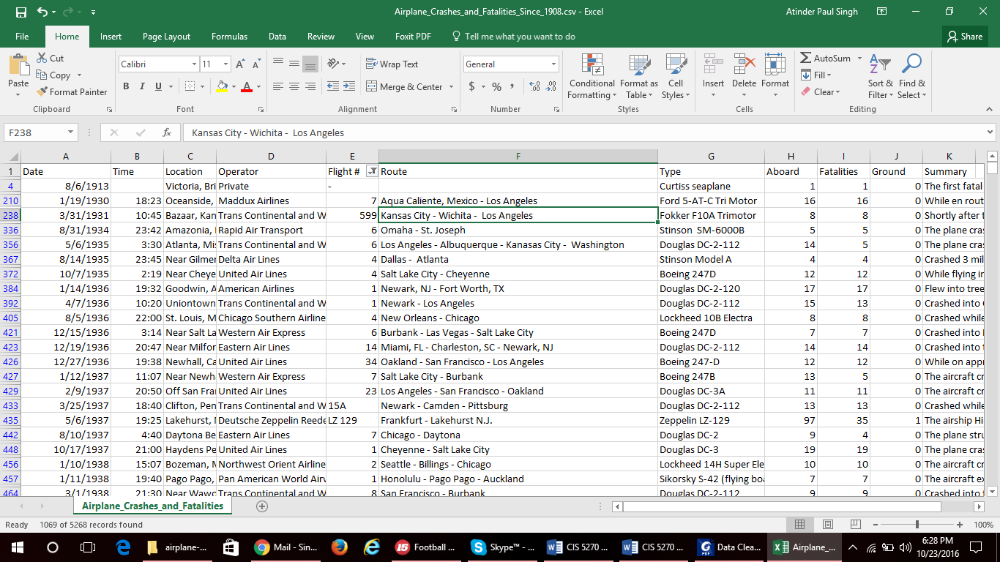 Airplane_Crashes_and_Fatalities_Since_1908.csv - Excel
Atinder Paul Singh
File Home Insert Page Layout Formulas Data Review View Foxit PDF Tell me what you want to do Share
Paste
Cut
Copy
Format Painter
Clipboard
Calibri 11
B I U
Font
Wrap Text
Merge & Center
Alignment
General
$ % ,
Number
Conditional Formatting
Format as Table
Cell Styles
Styles
Insert Delete Format
Cells
AutoSum
Fill
Clear
Sort & Filter
Find & Select
Editing
F238 fx Kansas City - Wichita -  Los Angeles
A B C D E F G H I J K
1 Date Time Location Operator Flight # Route Type Aboard Fatalities Ground Summary
4 8/6/1913 Victoria, Bri Private - Curtiss seaplane 1 1 0 The first fatal
210 1/19/1930 18:23 Oceanside, Maddux Airlines 7 Aqua Caliente, Mexico - Los Angeles Ford 5-AT-C Tri Motor 16 16 0 While en rout
238 3/31/1931 10:45 Bazaar, Kan Trans Continental and W 599 Kansas City - Wichita -  Los Angeles Fokker F10A Trimotor 8 8 0 Shortly after t
336 8/31/1934 23:42 Amazonia, Rapid Air Transport 6 Omaha - St. Joseph Stinson  SM-6000B 5 5 0 The plane cra
356 5/6/1935 3:30 Atlanta, Mis Trans Continental and W 6 Los Angeles - Albuquerque - Kanasas City -  Washington Douglas DC-2-112 14 5 0 The plane cra
367 8/14/1935 23:45 Near Gilmer Delta Air Lines 4 Dallas -  Atlanta Stinson Model A 4 4 0 Crashed 3 mil
372 10/7/1935 2:19 Near Cheye United Air Lines 4 Salt Lake City - Cheyenne Boeing 247D 12 12 0 While flying in
384 1/14/1936 19:32 Goodwin, A American Airlines 1 Newark, NJ - Fort Worth, TX Douglas DC-2-120 17 17 0 Flew into tree
392 4/7/1936 10:20 Uniontown Trans Continental and W 1 Newark - Los Angeles Douglas DC-2-112 15 13 0 Crashed into
405 8/5/1936 22:00 St. Louis, M Chicago Southern Airline 4 New Orleans - Chicago Lockheed 10B Electra 8 8 0 Crashed while
421 12/15/1936 3:14 Near Salt La Western Air Express 6 Burbank - Las Vegas - Salt Lake City Boeing 247D 7 7 0 Crashed into
423 12/19/1936 20:47 Near Milfor Eastern Air Lines 14 Miami, FL - Charleston, SC - Newark, NJ Douglas DC-2-112 14 14 0 Crashed into t
426 12/27/1936 19:38 Newhall, Ca United Air Lines 34 Oakland - San Francisco - Los Angeles Boeing 247-D 12 12 0 While on appr
427 1/12/1937 11:07 Near Newh Western Air Express 7 Salt Lake City - Burbank Boeing 247B 13 5 0 The aircraft cr
429 2/9/1937 20:50 Off San Fra United Air Lines 23 Los Angeles - San Francisco - Oakland Douglas DC-3A 11 11 0 The aircraft cr
433 3/25/1937 18:40 Clifton, Pen Trans Continental and W 15A Newark - Camden - Pittsburg Douglas DC-2-112 13 13 0 Crashed while
435 5/6/1937 19:25 Lakehurst, Deutsche Zeppelin Reede LZ 129 Frankfurt - Lakehurst N.J. Zeppelin LZ-129 97 35 1 The airship Hi
442 8/10/1937 4:40 Daytona Be Eastern Air Lines 7 Chicago - Daytona Douglas DC-2 9 4 0 The plane stru
448 10/17/1937 21:00 Haydens Pe United Air Lines 1 Cheyenne - Salt Lake City Douglas DC-3 19 19 0 The plane cras
456 1/10/1938 15:07 Bozeman, M Northwest Orient Airline 2 Seattle - Billings - Chicago Lockheed 14H Super Ele 10 10 0 The aircraft cr
457 1/11/1938 19:40 Pago Pago, Pan American World Airv 1 Honolulu - Pago Pago - Auckland Sikorsky S-42 (flying boa 7 7 0 The aircraft ex
464 3/1/1938 21:30 Near Wawo Trans Continental and W 8 San Francisco - Burbank Douglas DC-2-112 9 9 0 Crashed into t
Airplane_Crashes_and_Fatalities
Ready 1069 of 5268 records found 100%
airplane-... Mail - Sin... Football ... Skype™ - ... CIS 5270 ... CIS 5270 ... Data Clea... Airplane_...
6:28 PM
10/23/2016